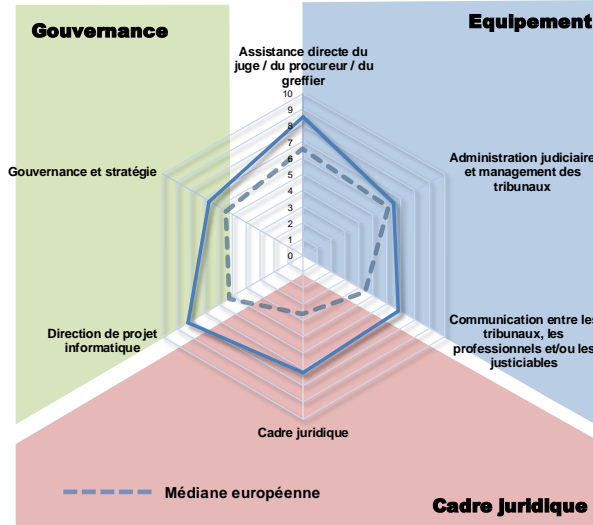 Gouvernance
Equipement
Assistance directe du
juge / du procureur / du
greffier
10
9
8
7
6
5
4
3
2
1
0
Gouvernance et stratégie
Administration judiciaire
et management des
tribunaux
Direction de projet
informatique
Communication entre les
tribunaux, les
professionnels et/ou les
justiciables
Cadre juridique
Médiane européenne
Cadre juridique